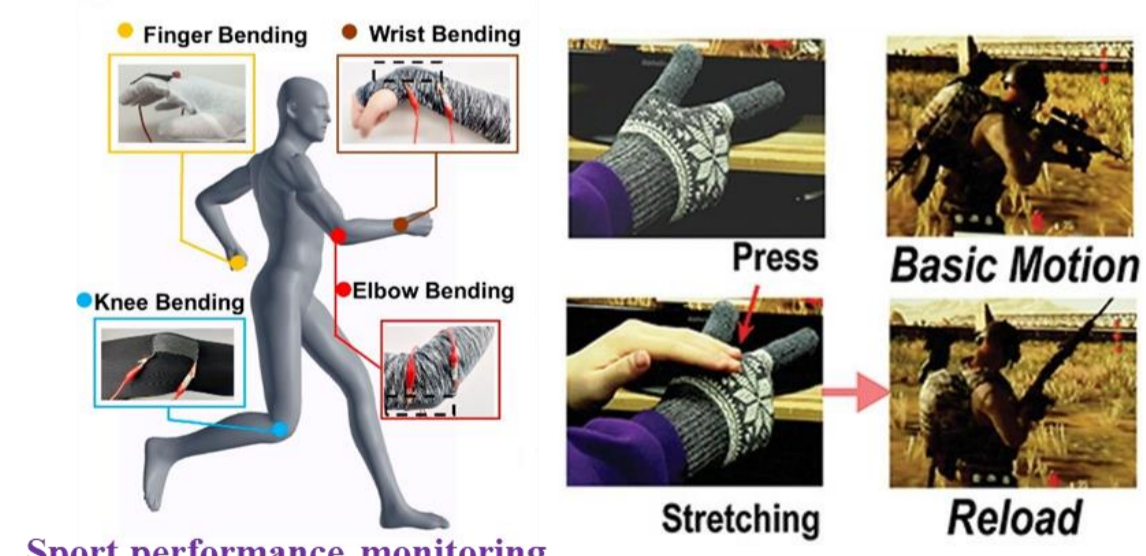 Finger Bending
Wrist Bending
Knee Bending
Elbow Bending
Sport performance monitoring
Press
Basic Motion
Stretching
Reload